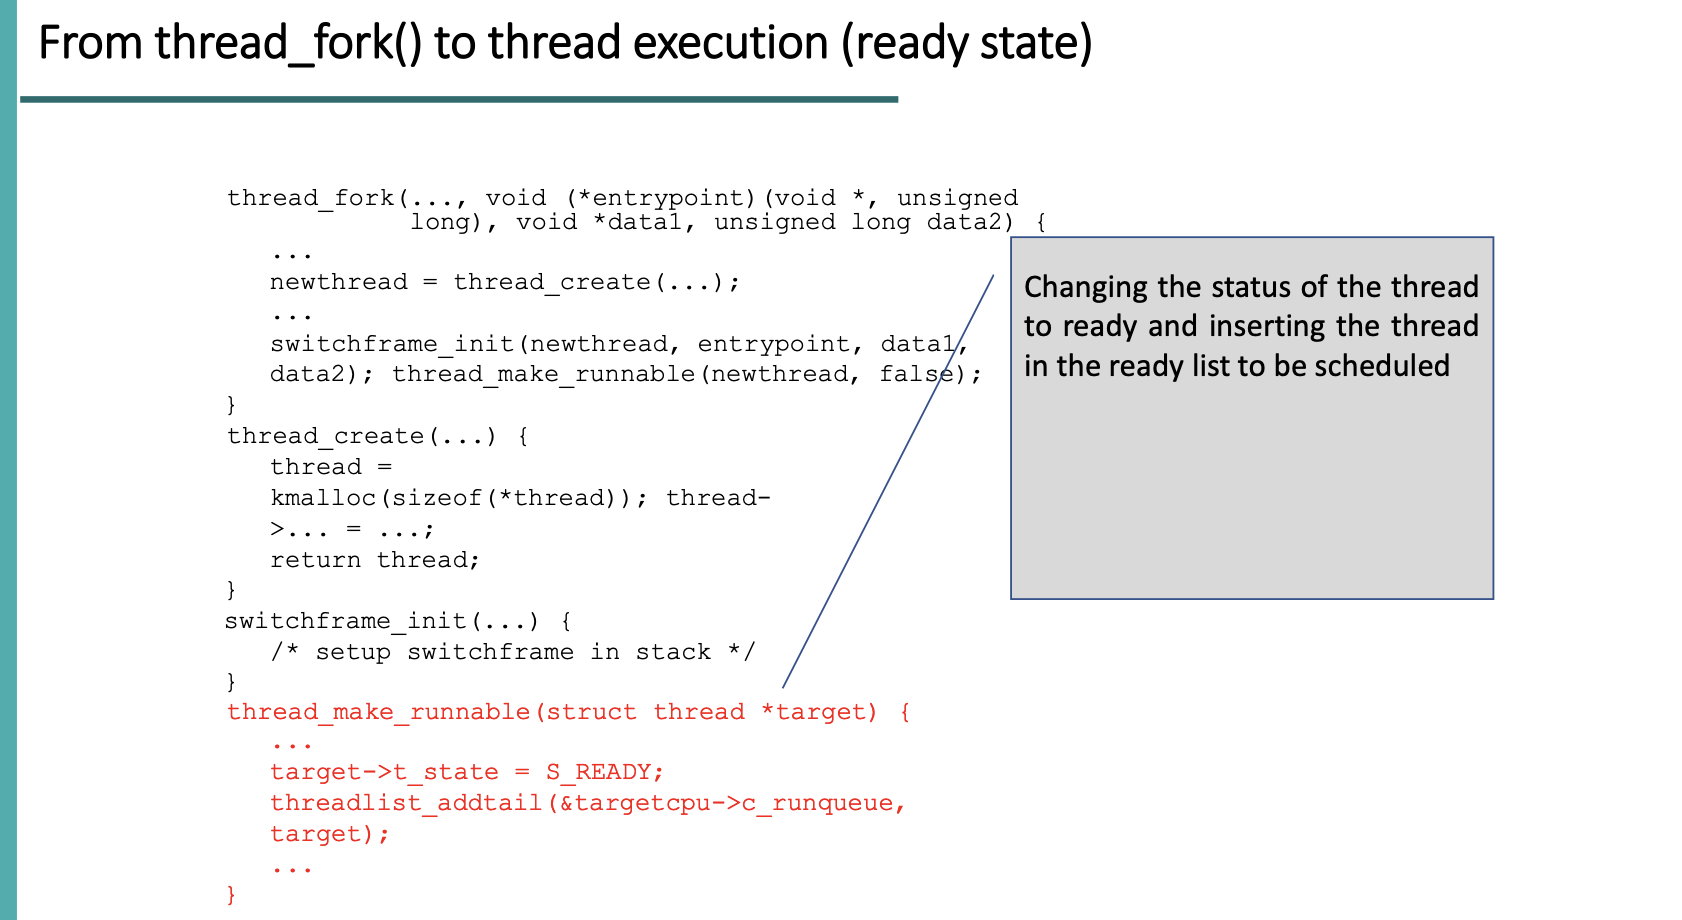 From thread_fork() to thread execution (ready state)
thread_fork(..., void (*entrypoint)(void *, unsigned
long), void *data1, unsigned long data2) {
...
newthread = thread_create(...);
...
switchframe_init(newthread, entrypoint, data1,
data2); thread_make_runnable(newthread, false);
}
thread_create(...) {
thread =
kmalloc(sizeof(*thread)); thread-
>... = ...;
return thread;
}
switchframe_init(...) {
/* setup switchframe in stack */
}
thread_make_runnable(struct thread *target) {
...
target->t_state = S_READY;
threadlist_addtail(&targetcpu->c_runqueue,
target);
...
}
Changing the status of the thread
to ready and inserting the thread
in the ready list to be scheduled